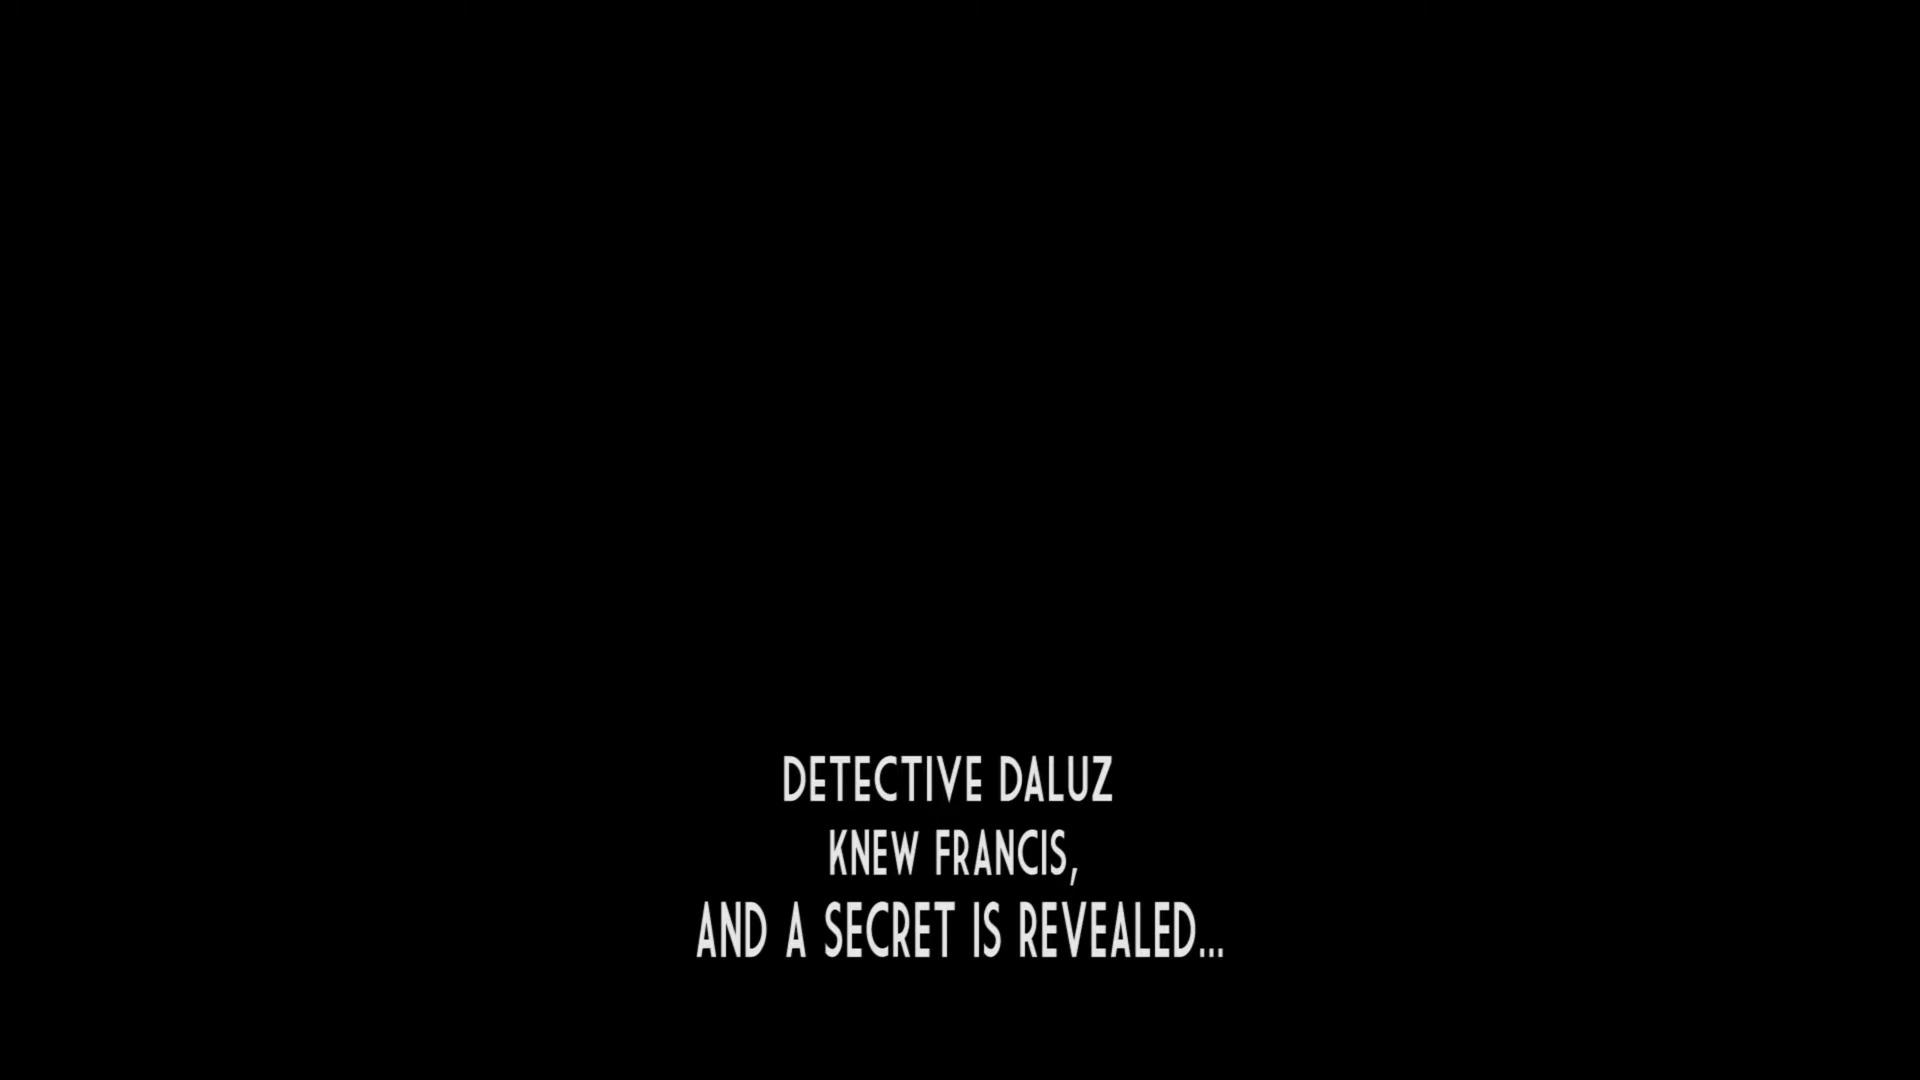 DETECTIVE DALUZ
KNEW FRANCIS,
AND A SECRET IS REVEALED...